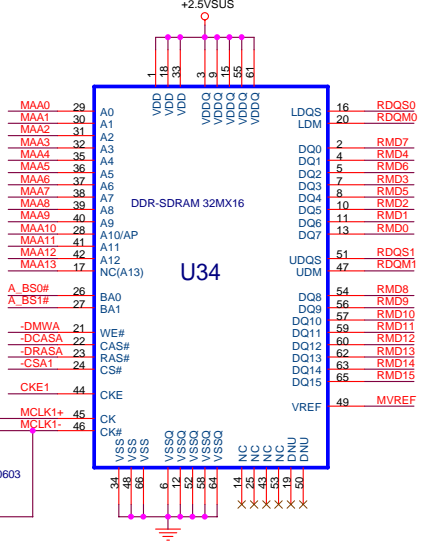 +2.5VSUS
1 18 33 3 9 15 55 61
VDD VDD VDD VDDQ VDDQ VDDQ VDDQ VDDQ
MAA0 29 A0
MAA1 30 A1
MAA2 31 A2
MAA3 32 A3
MAA4 35 A4
MAA5 36 A5
MAA6 37 A6
MAA7 38 A7
MAA8 39 A8
MAA9 40 A9
MAA10 28 A10/AP
MAA11 41 A11
MAA12 42 A12
MAA13 17 NC(A13)
A_BS0# 26 BA0
A_BS1# 27 BA1
-DMWA 21 WE#
-DCASA 22 CAS#
-DRASA 23 RAS#
-CSA1 24 CS#
CKE1 44 CKE
MCLK1+ 45 CK
MCLK1- 46 CK#
DDR-SDRAM 32MX16
U34
LDQS 16 RDQS0
LDM 20 RDQM0
DQ0 2 RMD7
DQ1 4 RMD4
DQ2 5 RMD6
DQ3 7 RMD3
DQ4 8 RMD5
DQ5 10 RMD2
DQ6 11 RMD1
DQ7 13 RMD0
UDQS 51 RDQS1
UDM 47 RDQM1
DQ8 54 RMD8
DQ9 56 RMD9
DQ10 57 RMD10
DQ11 59 RMD11
DQ12 60 RMD12
DQ13 62 RMD13
DQ14 63 RMD14
DQ15 65 RMD15
VREF 49 MVREF
VSS VSS VSS VSSQ VSSQ VSSQ VSSQ VSSQ NC NC NC NC DNU DNU
34 48 66 6 12 52 58 64 14 25 43 53 19 50
0603